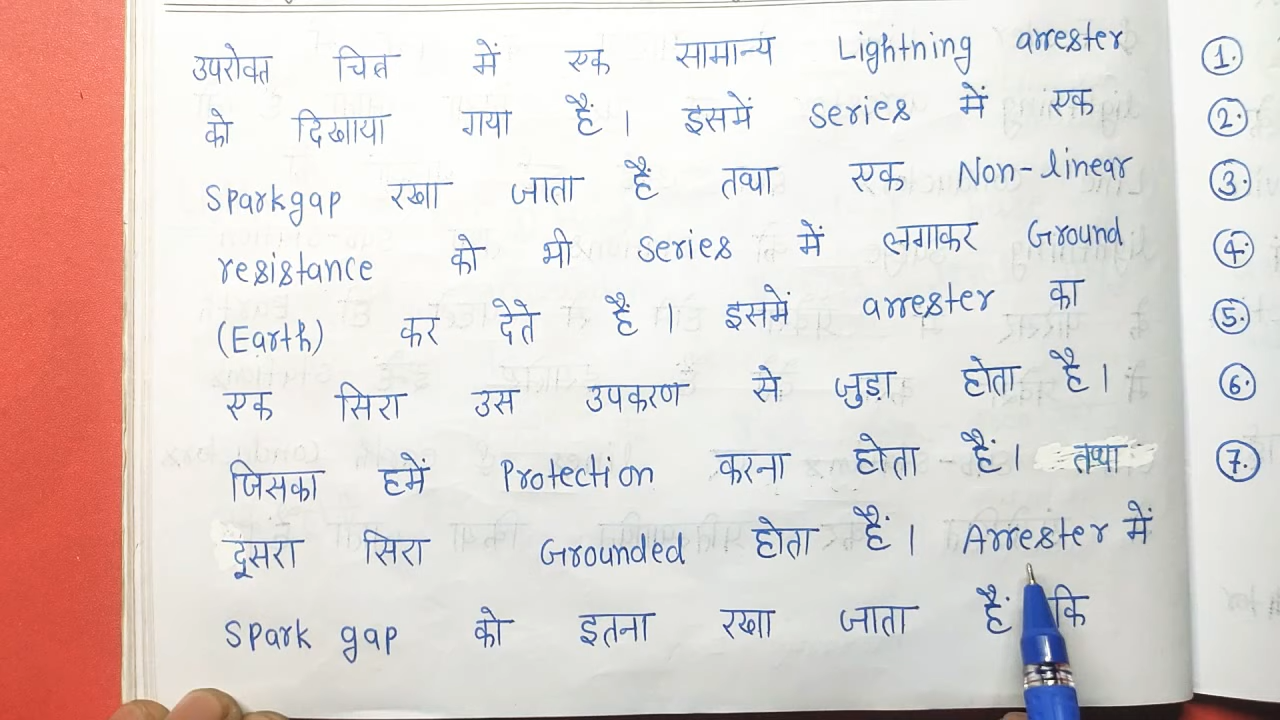 उपरोक्त चित्र में एक सामान्य Lightning arrester
को दिखाया गया हैं। इसमें series में एक
Sparkgap रखा जाता हैं तथा एक Non-linear
resistance को भी series में लगाकर Ground
(Earth) कर देते हैं। इसमें arrester का
एक सिरा उस उपकरण से जुड़ा होता है।
जिसका हमें Protection करना होता हैं। तथा
दूसरा सिरा Grounded होता हैं। Arrester में
Spark gap को इतना रखा जाता हैं कि
1.
2.
3.
4.
5.
6.
7.